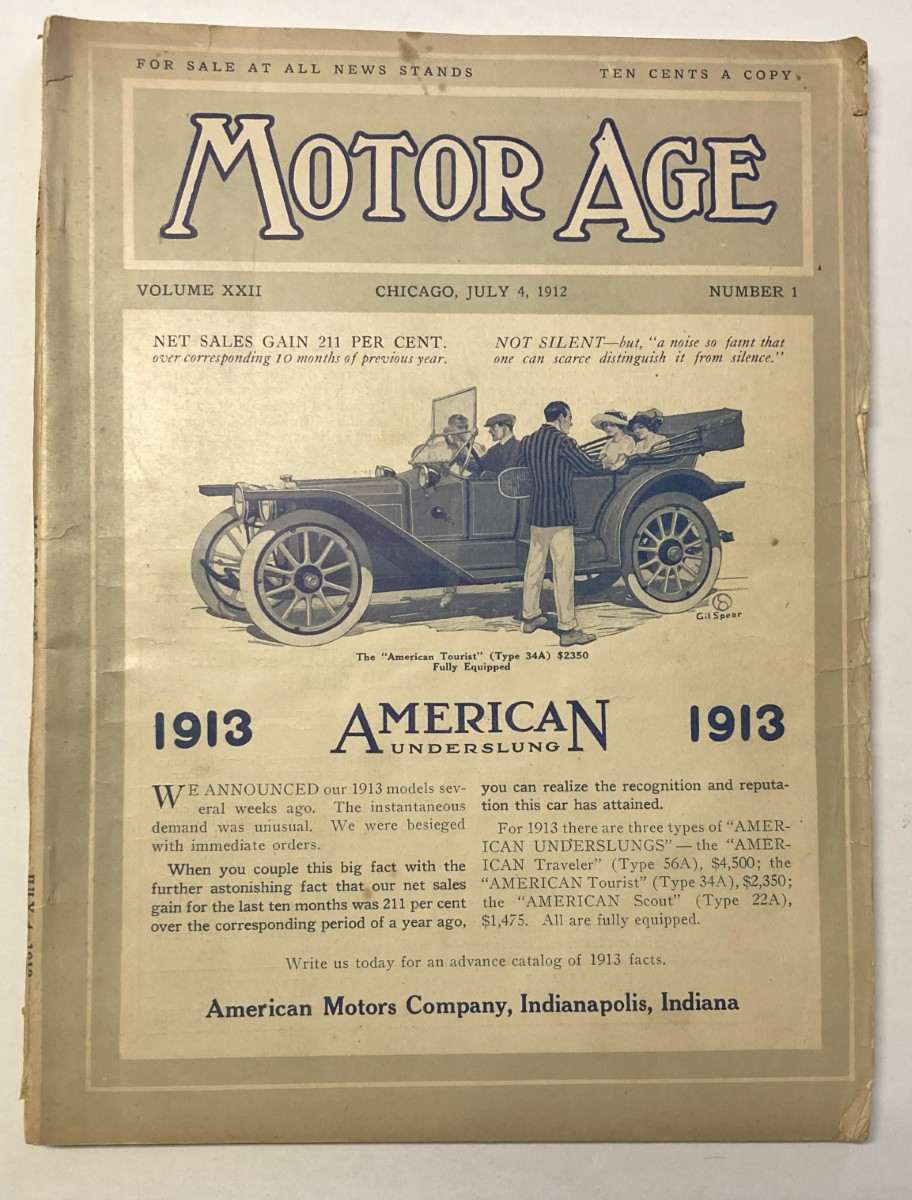 FOR SALE AT ALL NEWS STANDS
TEN CENTS A COPY.
MOTOR AGE
VOLUME XXII
CHICAGO, JULY 4, 1912
NUMBER 1
NET SALES GAIN 211 PER CENT.
over corresponding 10 months of previous year.
NOT SILENT—but, "a noise so faint that
one can scarce distinguish it from silence."
Gil Spear
The "American Tourist" (Type 34A) $2350
Fully Equipped
1913
AMERICAN
UNDERSLUNG
1913
WE ANNOUNCED our 1913 models sev-
eral weeks ago. The instantaneous
demand was unusual. We were besieged
with immediate orders.
When you couple this big fact with the
further astonishing fact that our net sales
gain for the last ten months was 211 per cent
over the corresponding period of a year ago,
you can realize the recognition and reputa-
tion this car has attained.
For 1913 there are three types of "AMER-
ICAN UNDERSLUNGS"—the "AMER-
ICAN Traveler" (Type 56A), $4,500; the
"AMERICAN Tourist" (Type 34A), $2,350;
the "AMERICAN Scout" (Type 22A),
$1,475. All are fully equipped.
Write us today for an advance catalog of 1913 facts.
American Motors Company, Indianapolis, Indiana